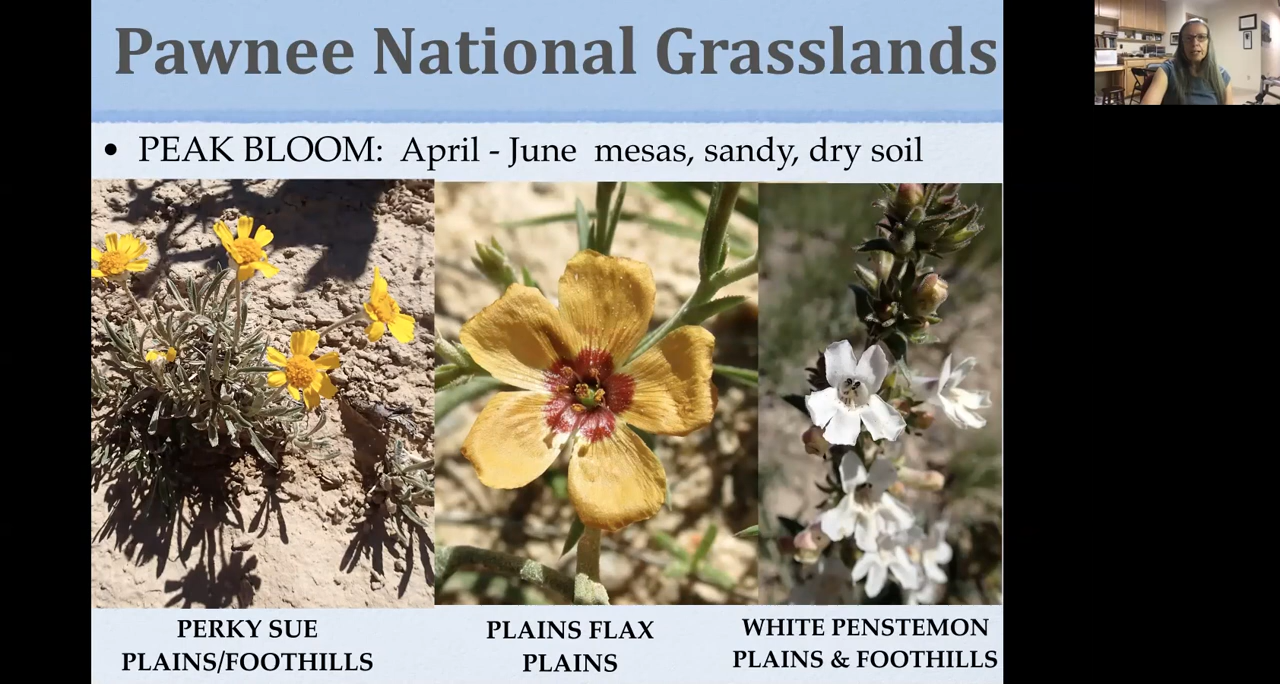 Pawnee National Grasslands
• PEAK BLOOM: April - June mesas, sandy, dry soil
PERKY SUE
PLAINS/FOOTHILLS
PLAINS FLAX
PLAINS
WHITE PENSTEMON
PLAINS & FOOTHILLS